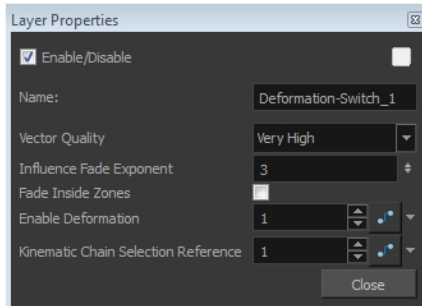 Layer Properties
Enable/Disable
Name: Deformation-Switch_1
Vector Quality Very High
Influence Fade Exponent 3
Fade Inside Zones
Enable Deformation 1
Kinematic Chain Selection Reference 1
Close